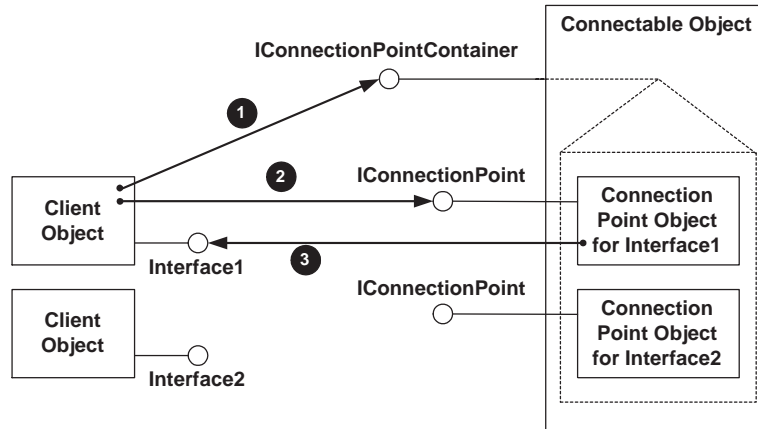 Connectable Object
IConnectionPointContainer
1
2
IConnectionPoint
Client
Object
Connection
Point Object
for Interface1
3
Interface1
IConnectionPoint
Client
Object
Connection
Point Object
for Interface2
Interface2